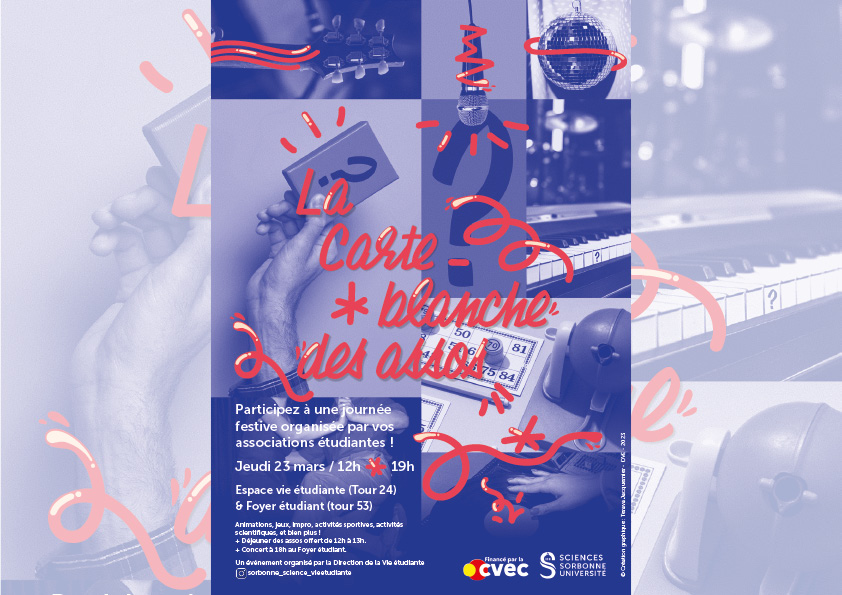 ?
La
Carte
* blanche
des assos
?
50
70
81
75 84
Participez à une journée
festive organisée par vos
associations étudiantes !
Jeudi 23 mars / 12h * 19h
Espace vie étudiante (Tour 24)
& Foyer étudiant (tour 53)
Animations, jeux, impro, activités sportives, activités
scientifiques, et bien plus !
+ Déjeuner des assos offert de 12h à 13h.
+ Concert à 18h au Foyer étudiant.
Un événement organisé par la Direction de la Vie étudiante
sorbonne_science_vieetudiante
Financé par la
cvec
SCIENCES
SORBONNE
UNIVERSITÉ